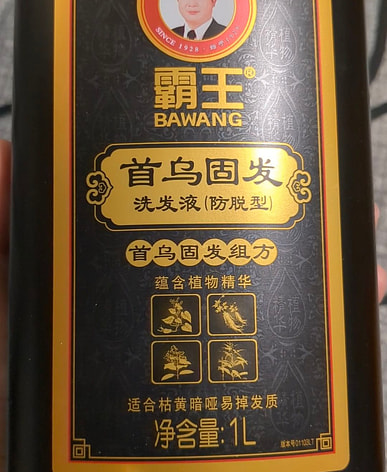 SINCE 1928
霸王®
BAWANG
首乌固发
洗发液(防脱型)
首乌固发组方
蕴含植物精华
适合枯黄暗哑易掉发质
净含量:1L